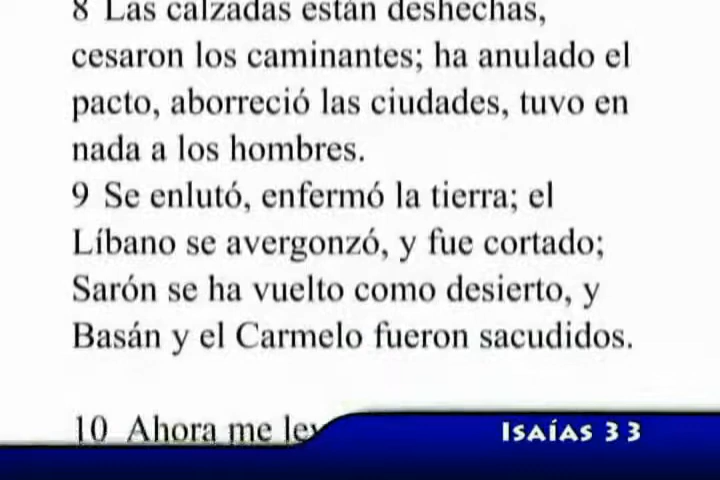 8 Las calzadas están deshechas,
cesaron los caminantes; ha anulado el
pacto, aborreció las ciudades, tuvo en
nada a los hombres.
9 Se enlutó, enfermó la tierra; el
Líbano se avergonzó, y fue cortado;
Sarón se ha vuelto como desierto, y
Basán y el Carmelo fueron sacudidos.
10 Ahora me
Isaías 33